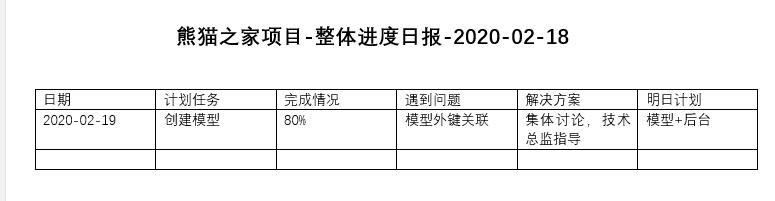 熊猫之家项目-整体进度日报-2020-02-18
日期 计划任务 完成情况 遇到问题 解决方案 明日计划
2020-02-19 创建模型 80% 模型外键关联 集体讨论，技术 模型+后台
总监指导